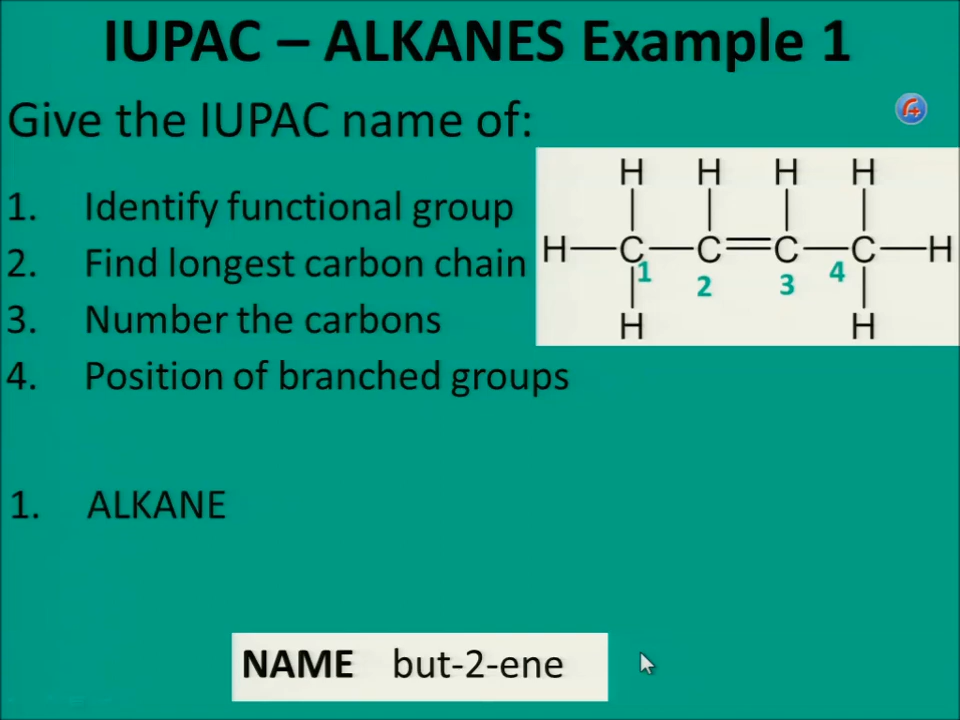 IUPAC – ALKANES Example 1
Give the IUPAC name of:
1. Identify functional group
2. Find longest carbon chain
3. Number the carbons
4. Position of branched groups
H H H H
H C C C C H
1 2 3 4
H H
1. ALKANE
NAME but-2-ene